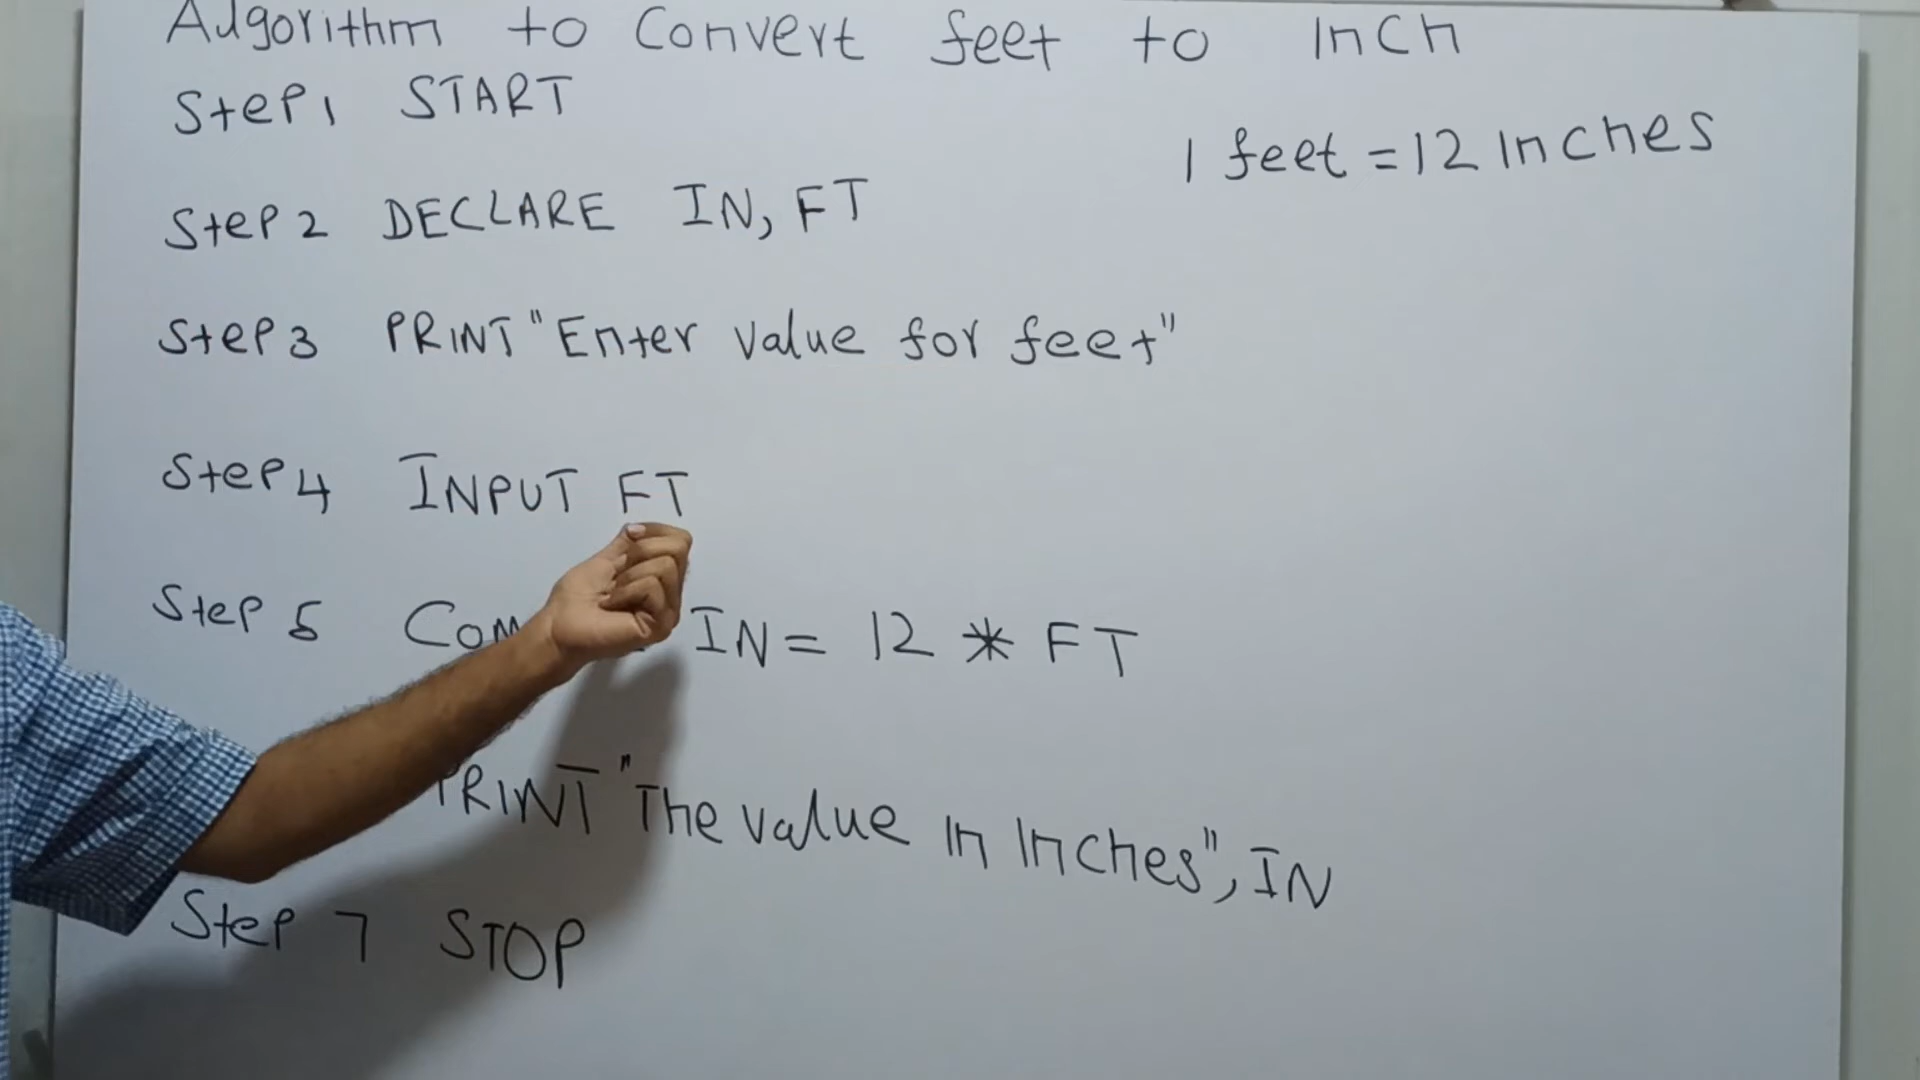 Algorithm to Convert feet to Inch
Step1 START
1 feet = 12 Inches
Step2 DECLARE IN, FT
Step3 PRINT "Enter value for feet"
Step4 INPUT FT
Step 5 IN = 12 * FT
PRINT "The value in Inches", IN
Step 7 STOP